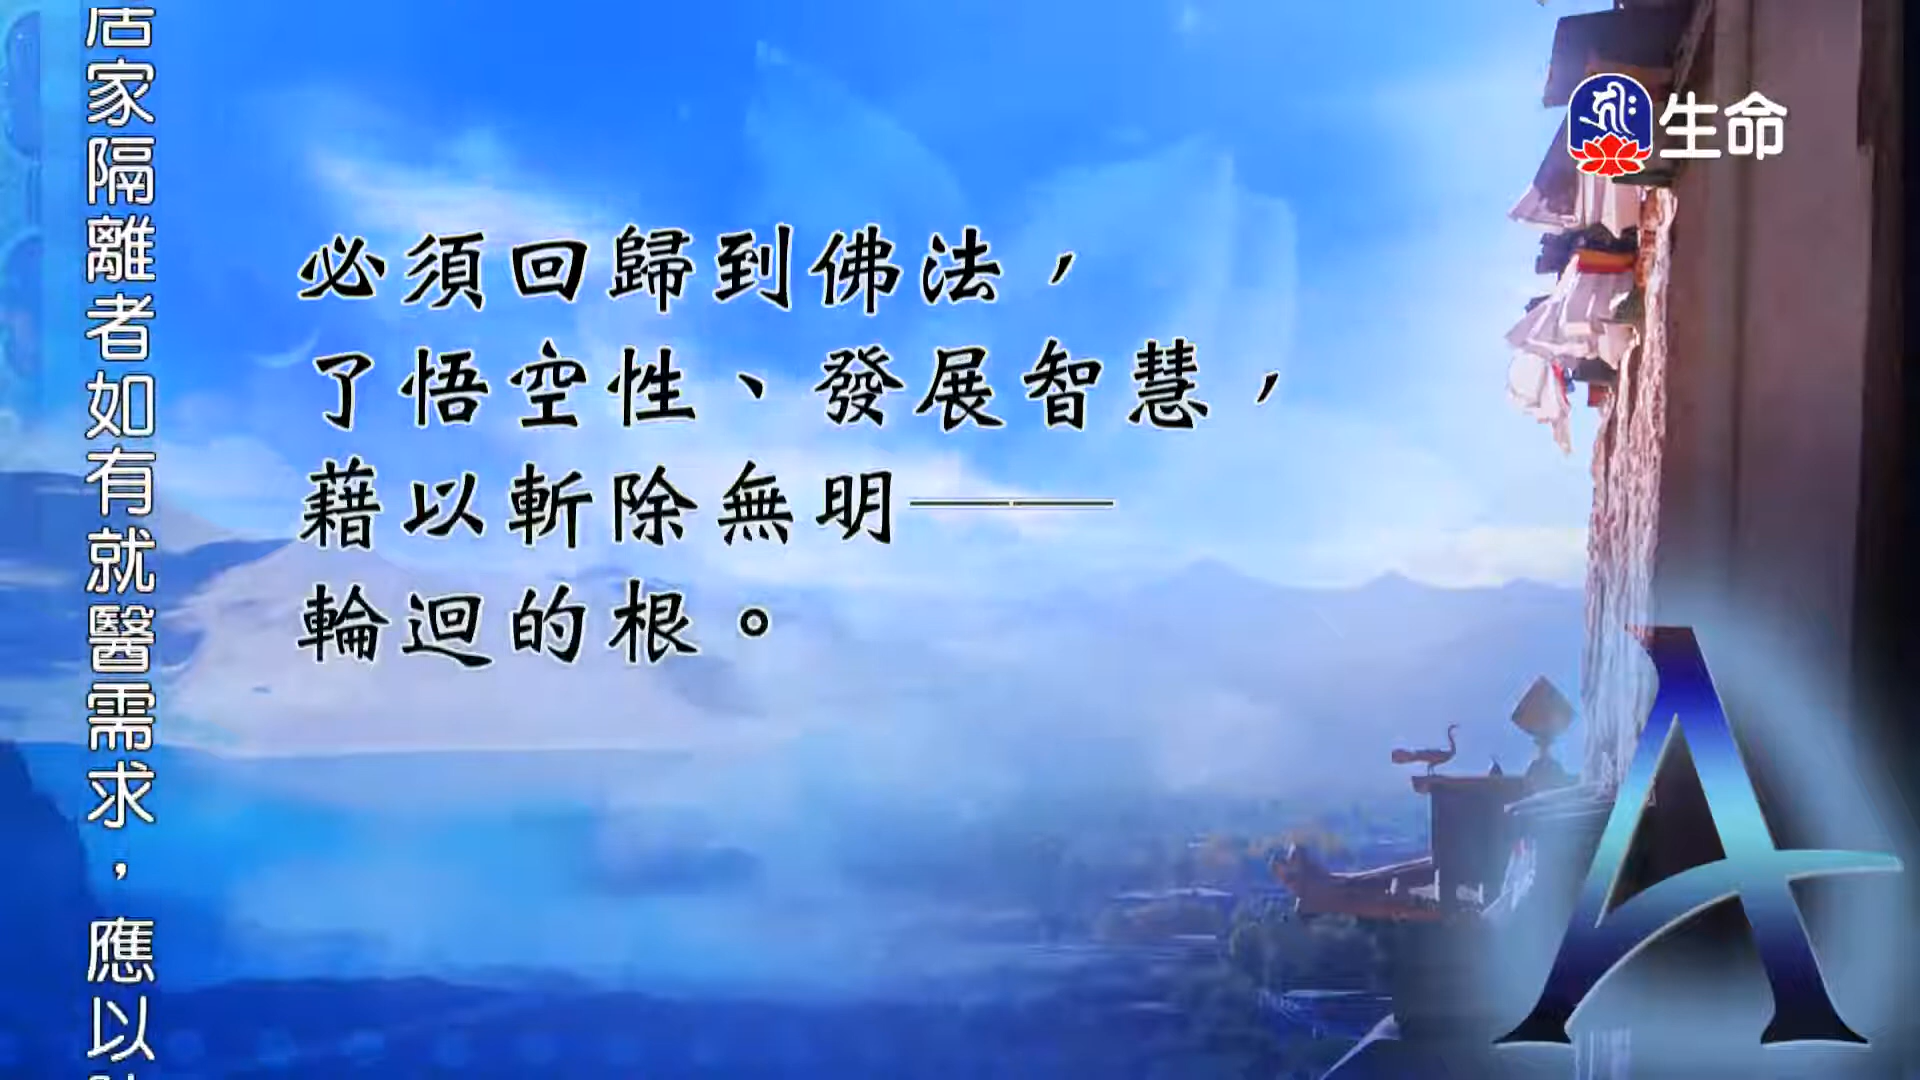 居家隔離者如有就醫需求，應以
生命
必須回歸到佛法，
了悟空性、發展智慧，
藉以斬除無明——
輪迴的根。
A